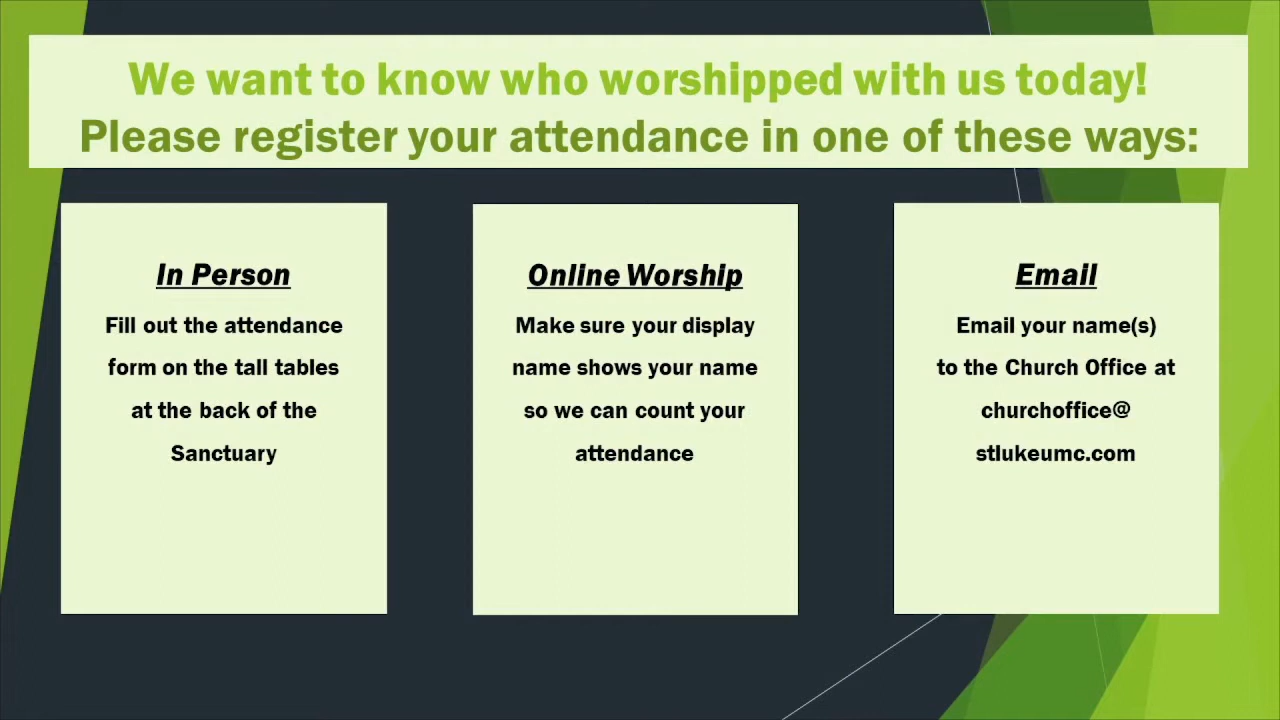 We want to know who worshipped with us today!
Please register your attendance in one of these ways:
In Person
Fill out the attendance
form on the tall tables
at the back of the
Sanctuary
Online Worship
Make sure your display
name shows your name
so we can count your
attendance
Email
Email your name(s)
to the Church Office at
churchoffice@
stlukeumc.com